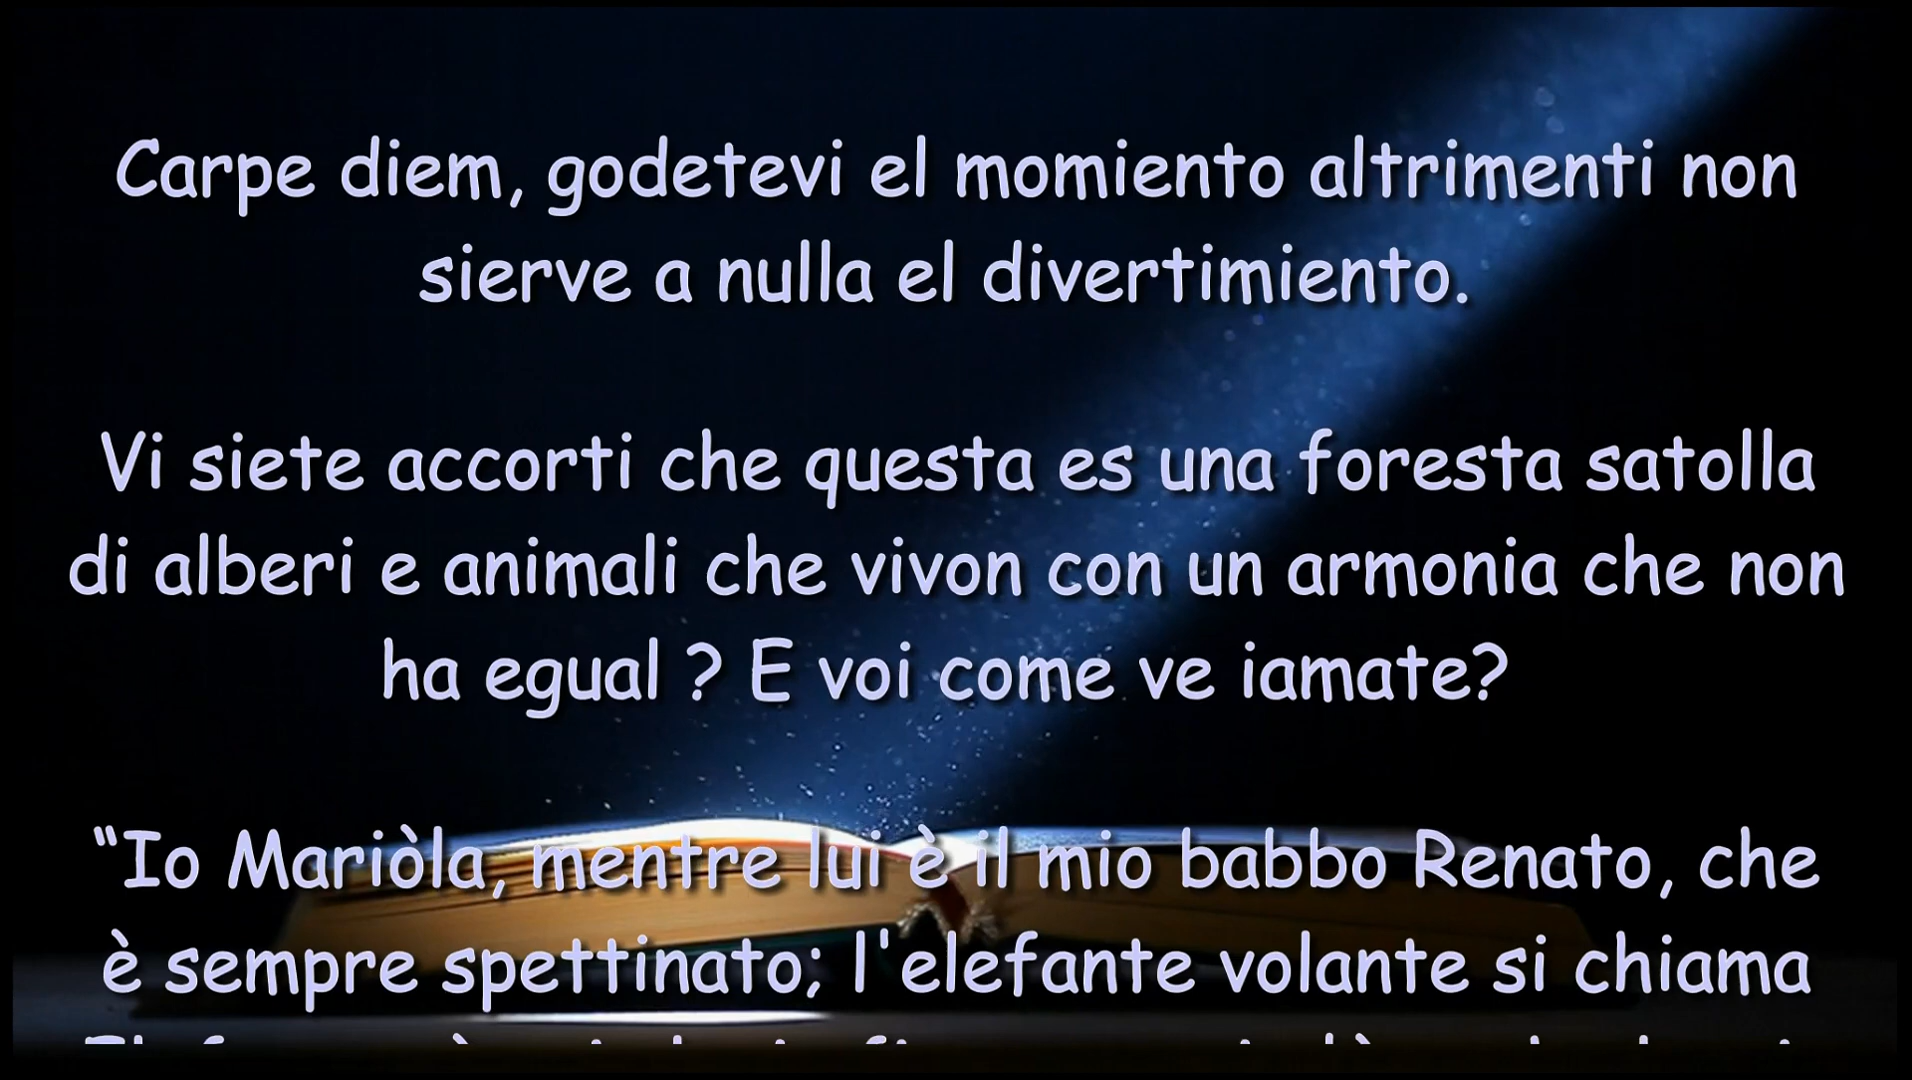 Carpe diem, godetevi el momiento altrimenti non
sierve a nulla el divertimiento.
Vi siete accorti che questa es una foresta satolla
di alberi e animali che vivon con un armonia che non
ha egual ? E voi come ve iamate?
“Io Mariòla, mentre lui è il mio babbo Renato, che
è sempre spettinato; l'elefante volante si chiama